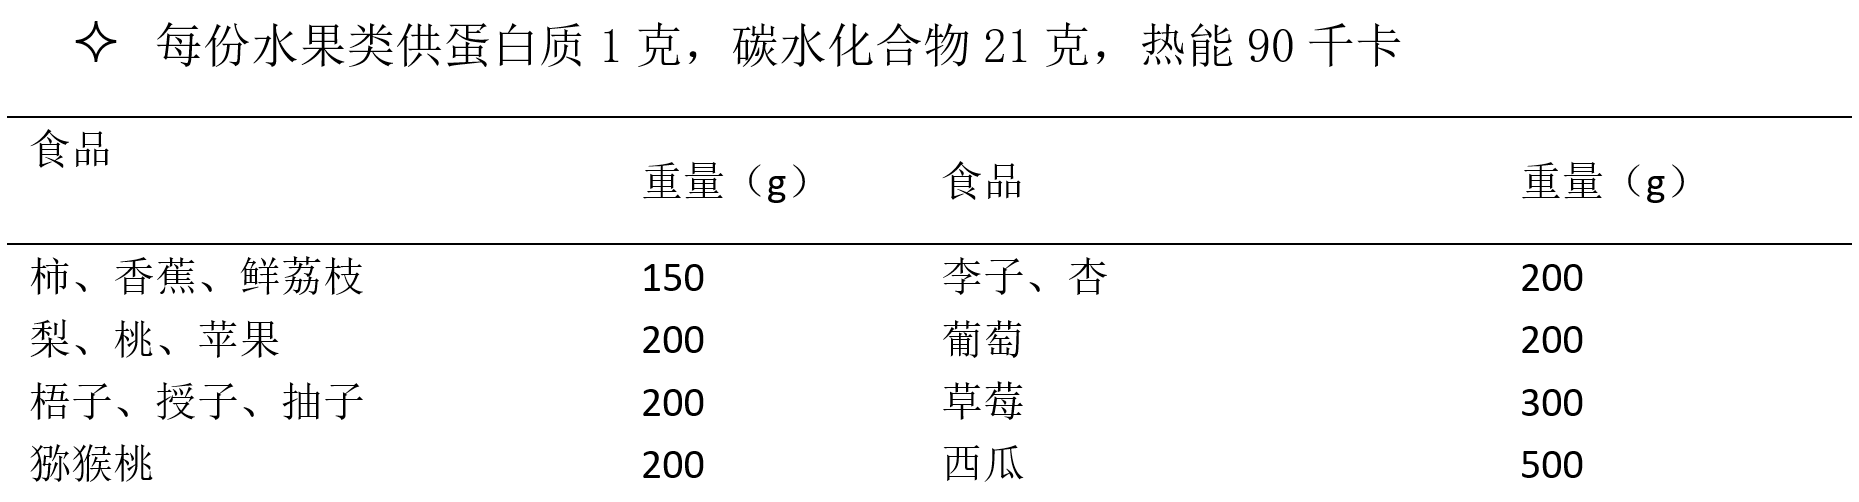 ✧ 每份水果类供蛋白质 1 克，碳水化合物 21 克，热能 90 千卡
食品 重量（g） 食品 重量（g）
柿、香蕉、鲜荔枝 150 李子、杏 200
梨、桃、苹果 200 葡萄 200
梧子、授子、抽子 200 草莓 300
猕猴桃 200 西瓜 500